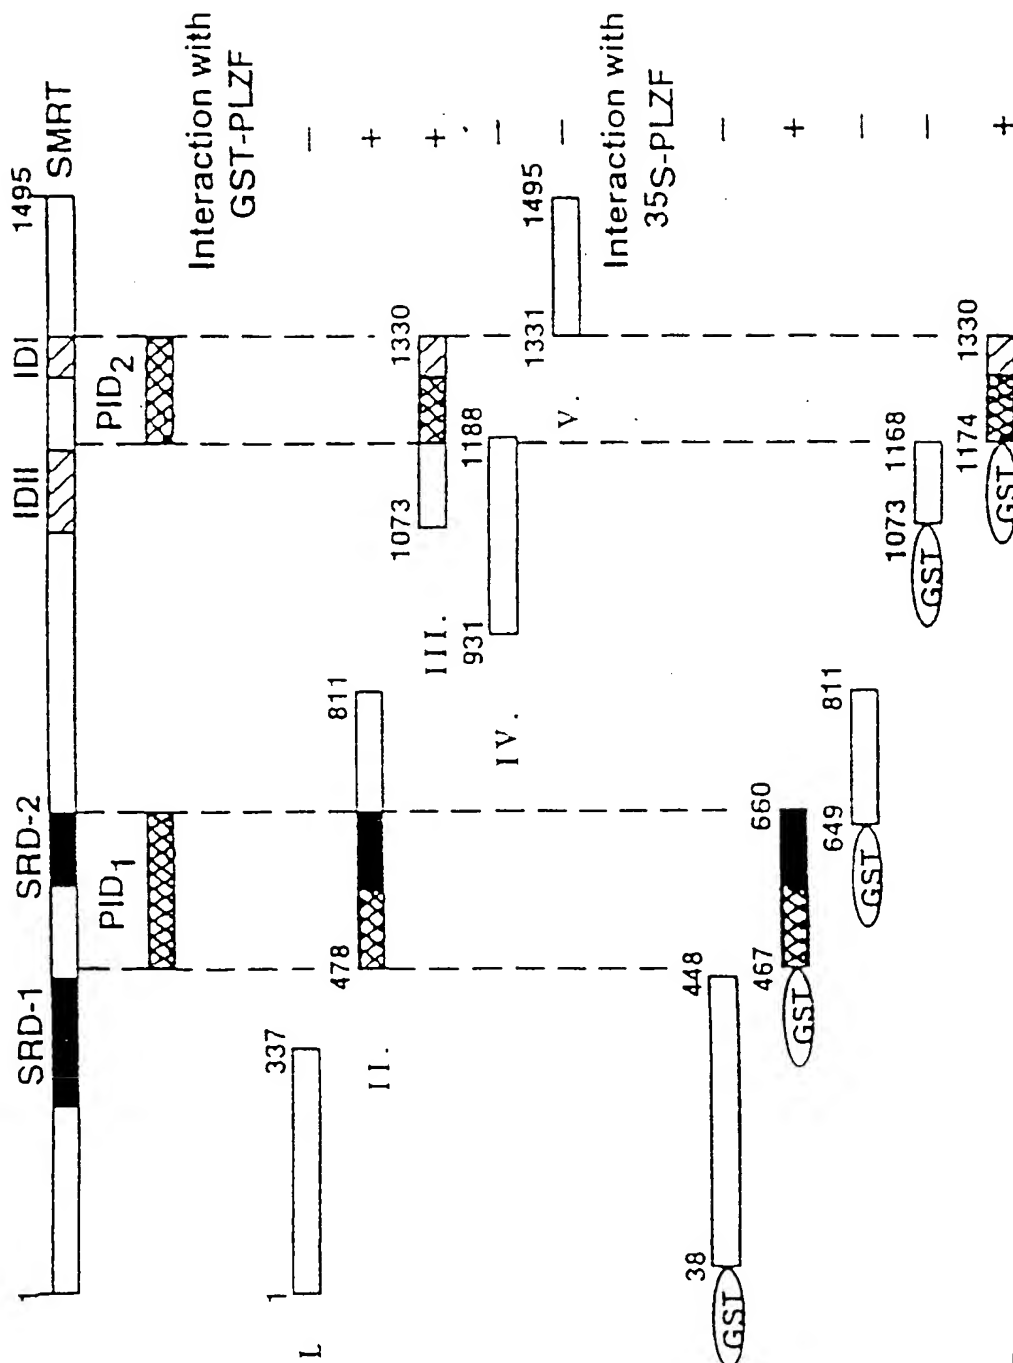 1
SRD-1
SRD-2
IDII
IDI
1495
SMRT
PID1
PID2
Interaction with
GST-PLZF
I.
1
337
−
II.
478
811
+
III.
1073
1330
+
IV.
931
1188
−
V.
1331
1495
−
Interaction with
35S-PLZF
GST
38
448
−
GST
467
660
+
GST
649
811
−
GST
1073
1168
−
GST
1174
1330
+